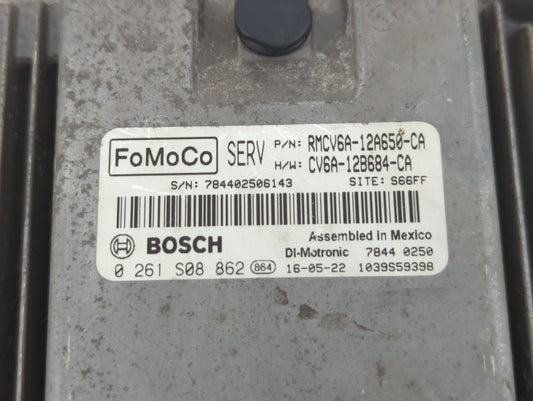 FoMoCo SERV P/N: RMCV6A-12A650-CA
H/W: CV6A-12B684-CA
S/N: 784402506143 SITE: S66FF
BOSCH Assembled in Mexico
DI-Motronic 7844 0250
0 261 S08 862 864 16-05-22 1039S59398